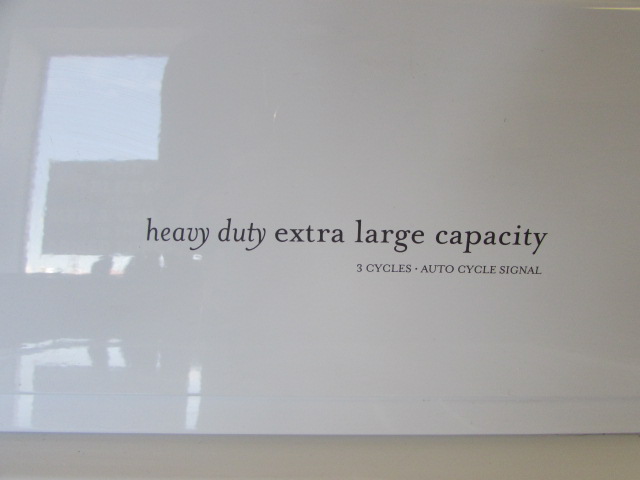 heavy duty extra large capacity
3 CYCLES · AUTO CYCLE SIGNAL